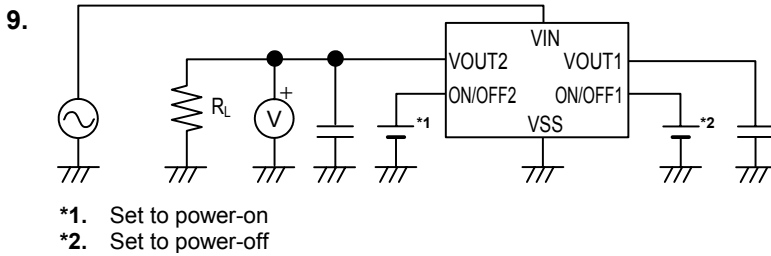 9.
VIN
VOUT2 VOUT1
ON/OFF2 ON/OFF1
VSS
RL
V
+
*1
*2
*1. Set to power-on
*2. Set to power-off